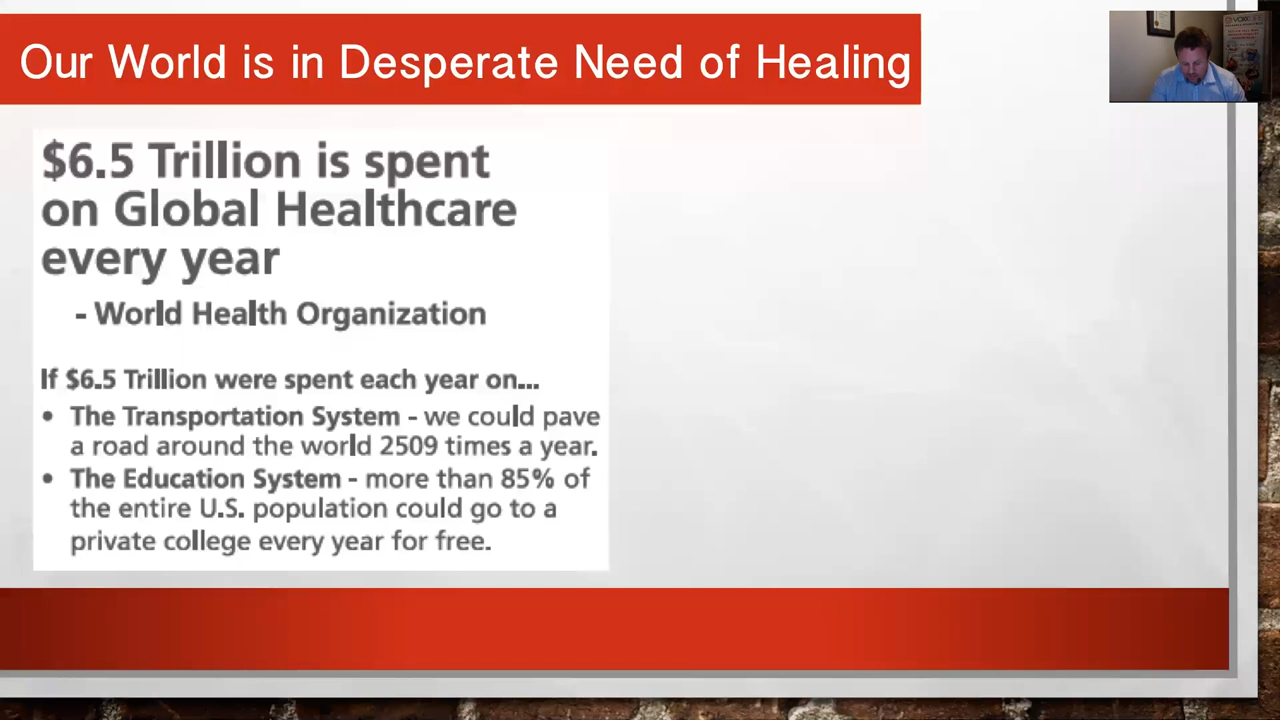 Our World is in Desperate Need of Healing
$6.5 Trillion is spent
on Global Healthcare
every year
- World Health Organization
If $6.5 Trillion were spent each year on...
• The Transportation System - we could pave
a road around the world 2509 times a year.
• The Education System - more than 85% of
the entire U.S. population could go to a
private college every year for free.